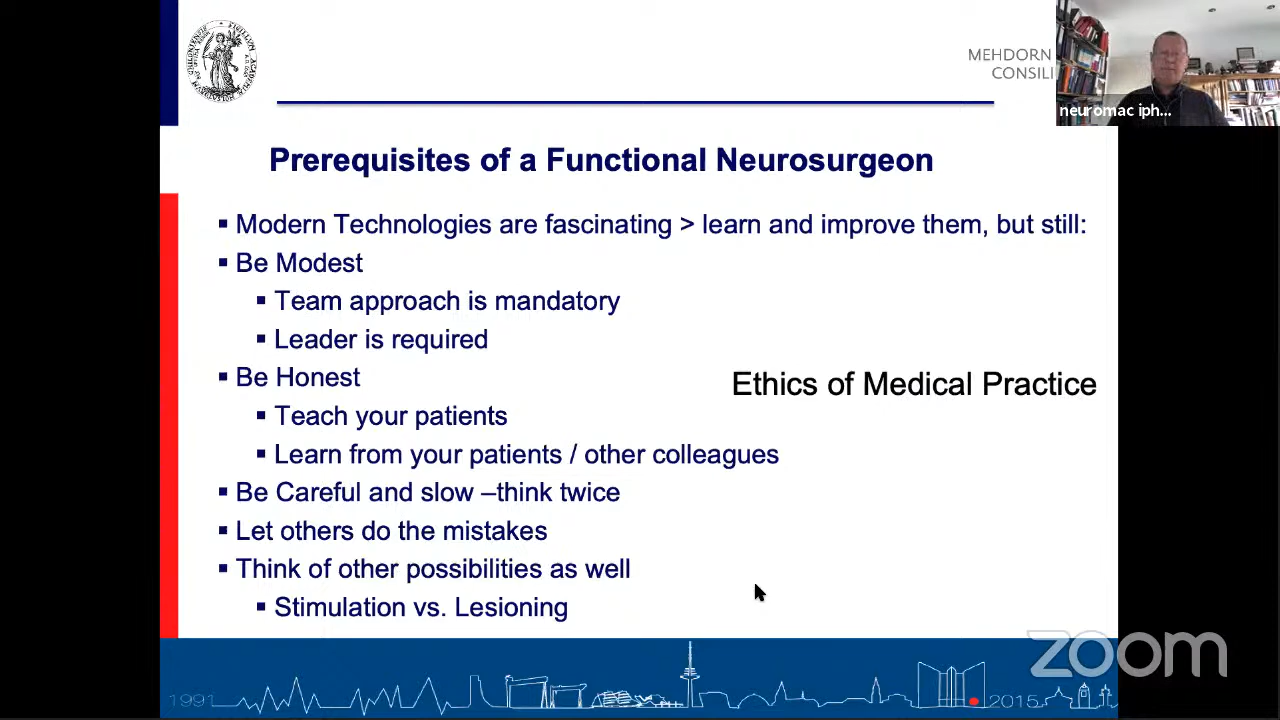 MEHDORN
CONSILI
neuromac iph...
Prerequisites of a Functional Neurosurgeon
▪ Modern Technologies are fascinating > learn and improve them, but still:
▪ Be Modest
▪ Team approach is mandatory
▪ Leader is required
▪ Be Honest
Ethics of Medical Practice
▪ Teach your patients
▪ Learn from your patients / other colleagues
▪ Be Careful and slow –think twice
▪ Let others do the mistakes
▪ Think of other possibilities as well
▪ Stimulation vs. Lesioning
zoom
1991
2015